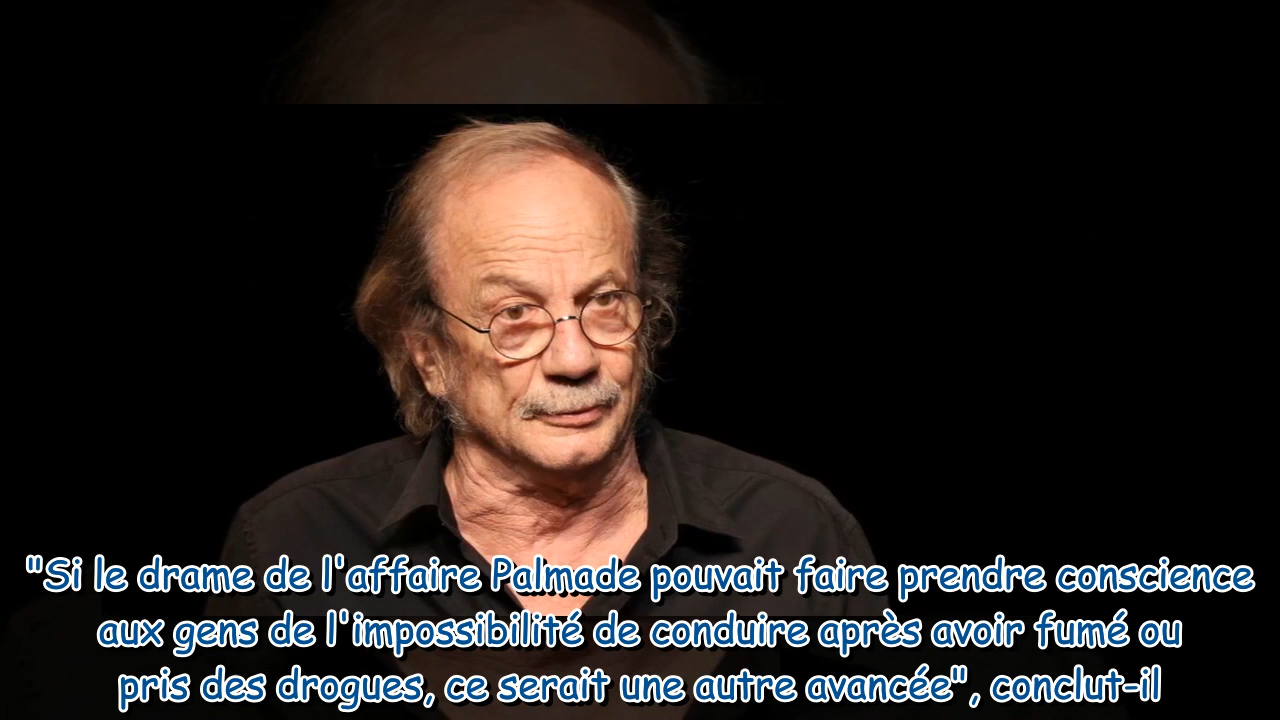 "Si le drame de l'affaire Palmade pouvait faire prendre conscience
aux gens de l'impossibilité de conduire après avoir fumé ou
pris des drogues, ce serait une autre avancée", conclut-il